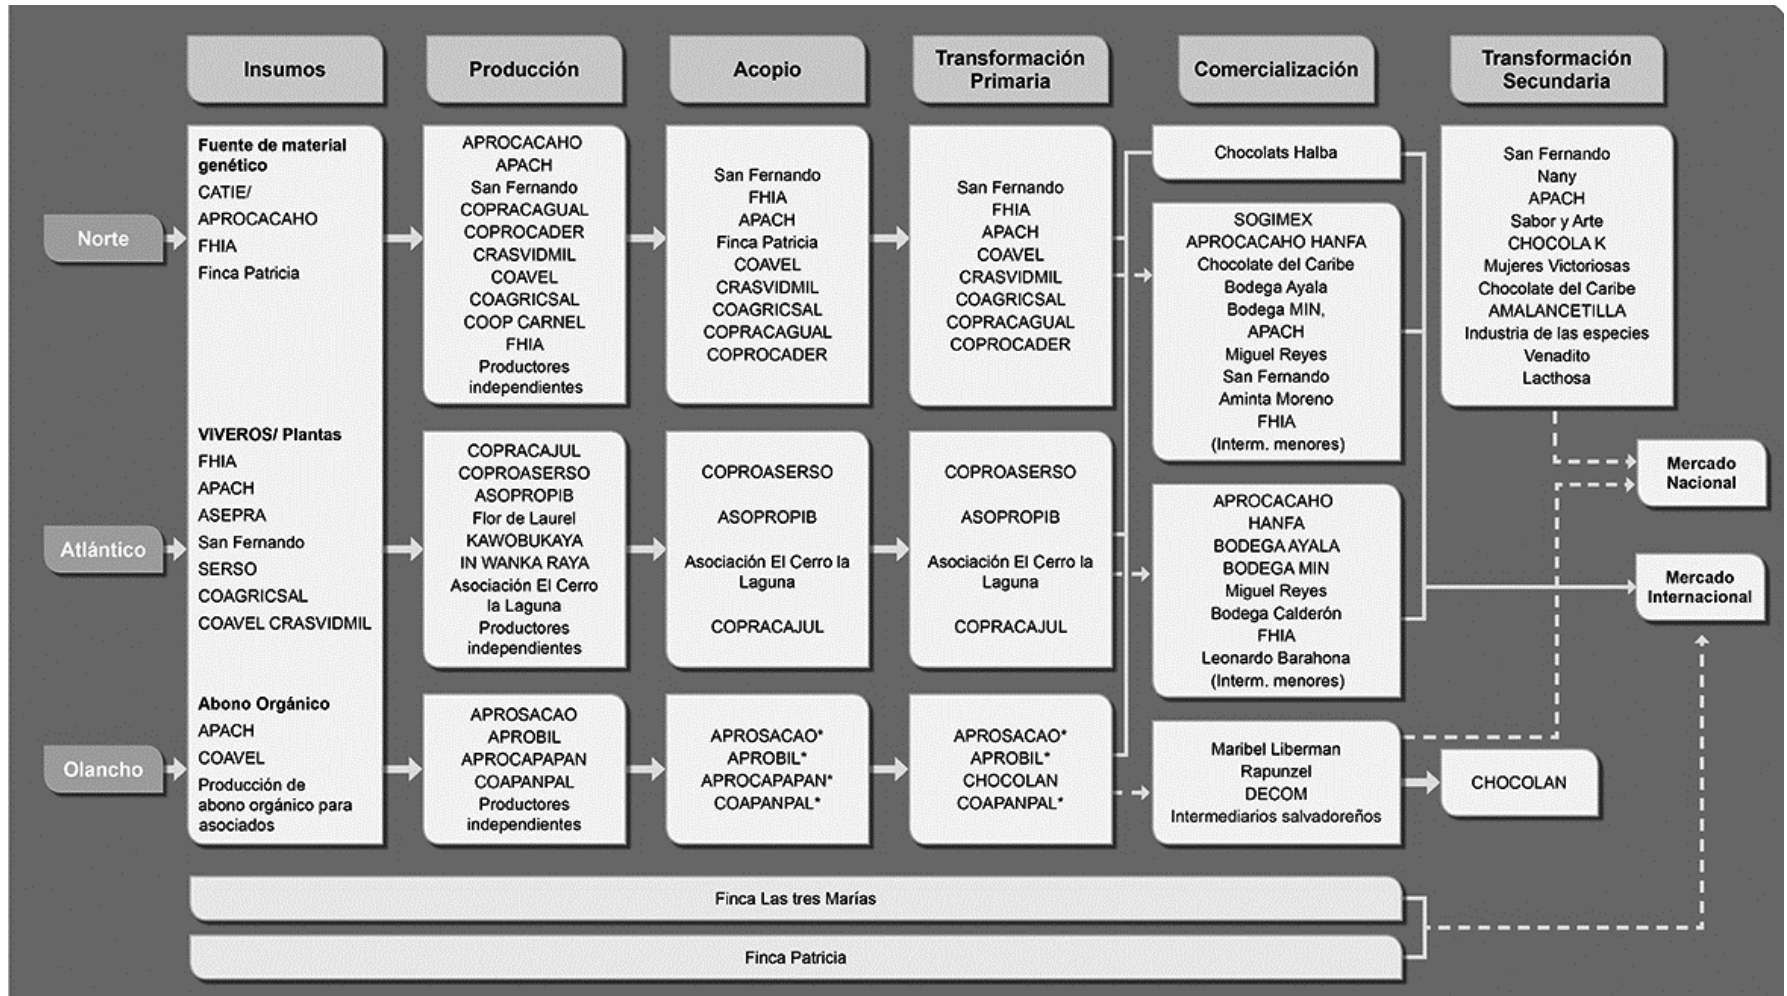 Insumos
Producción
Acopio
Transformación
Primaria
Comercialización
Transformación
Secundaria
Norte
Atlántico
Olancho
Fuente de material
genético
CATIE/
APROCACAHO
FHIA
Finca Patricia
VIVEROS/ Plantas
FHIA
APACH
ASEPRA
San Fernando
SERSO
COAGRICSAL
COAVEL CRASVIDMIL
Abono Orgánico
APACH
COAVEL
Producción de
abono orgánico para
asociados
APROCACAHO
APACH
San Fernando
COPRACAGUAL
COPROCADER
CRASVIDMIL
COAVEL
COAGRICSAL
COOP CARNEL
FHIA
Productores
independientes
San Fernando
FHIA
APACH
Finca Patricia
COAVEL
CRASVIDMIL
COAGRICSAL
COPRACAGUAL
COPROCADER
San Fernando
FHIA
APACH
COAVEL
CRASVIDMIL
COAGRICSAL
COPRACAGUAL
COPROCADER
Chocolats Halba
SOGIMEX
APROCACAHO HANFA
Chocolate del Caribe
Bodega Ayala
Bodega MIN,
APACH
Miguel Reyes
San Fernando
Aminta Moreno
FHIA
(Interm. menores)
San Fernando
Nany
APACH
Sabor y Arte
CHOCOLA K
Mujeres Victoriosas
Chocolate del Caribe
AMALANCETILLA
Industria de las especies
Venadito
Lacthosa
COPRACAJUL
COPROASERSO
ASOPROPIB
Flor de Laurel
KAWOBUKAYA
IN WANKA RAYA
Asociación El Cerro
la Laguna
Productores
independientes
COPROASERSO
ASOPROPIB
Asociación El Cerro la
Laguna
COPRACAJUL
COPROASERSO
ASOPROPIB
Asociación El Cerro la
Laguna
COPRACAJUL
APROCACAHO
HANFA
BODEGA AYALA
BODEGA MIN
Miguel Reyes
Bodega Calderón
FHIA
Leonardo Barahona
(Interm. menores)
Mercado
Nacional
Mercado
Internacional
APROSACAO
APROBIL
APROCAPAPAN
COAPANPAL
Productores
independientes
APROSACAO*
APROBIL*
APROCAPAPAN*
COAPANPAL*
APROSACAO*
APROBIL*
CHOCOLAN
COAPANPAL*
Maribel Liberman
Rapunzel
DECOM
Intermediarios salvadoreños
CHOCOLAN
Finca Las tres Marías
Finca Patricia